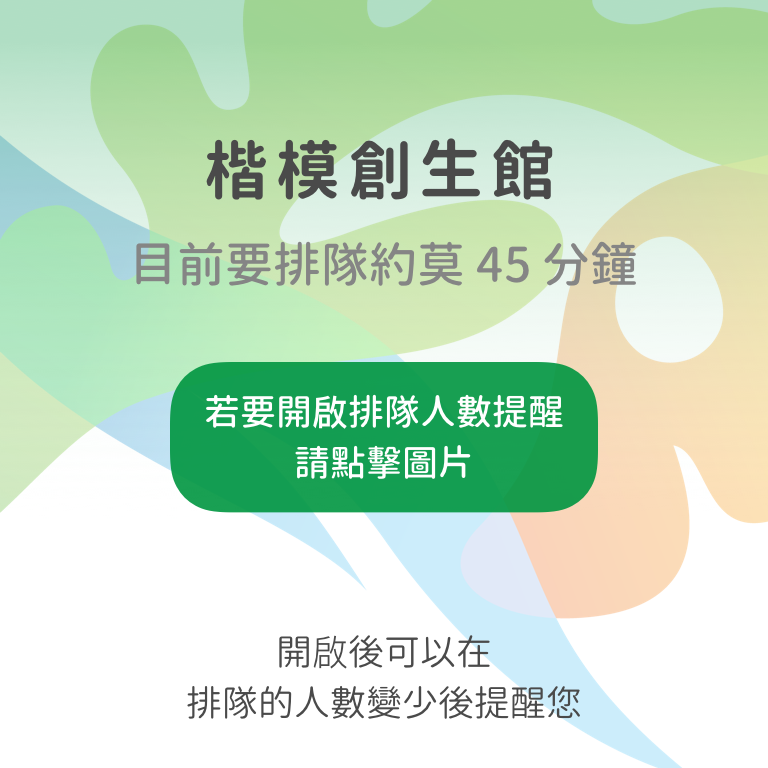 楷模創生館
目前要排隊約莫 45 分鐘
若要開啟排隊人數提醒
請點擊圖片
開啟後可以在
排隊的人數變少後提醒您